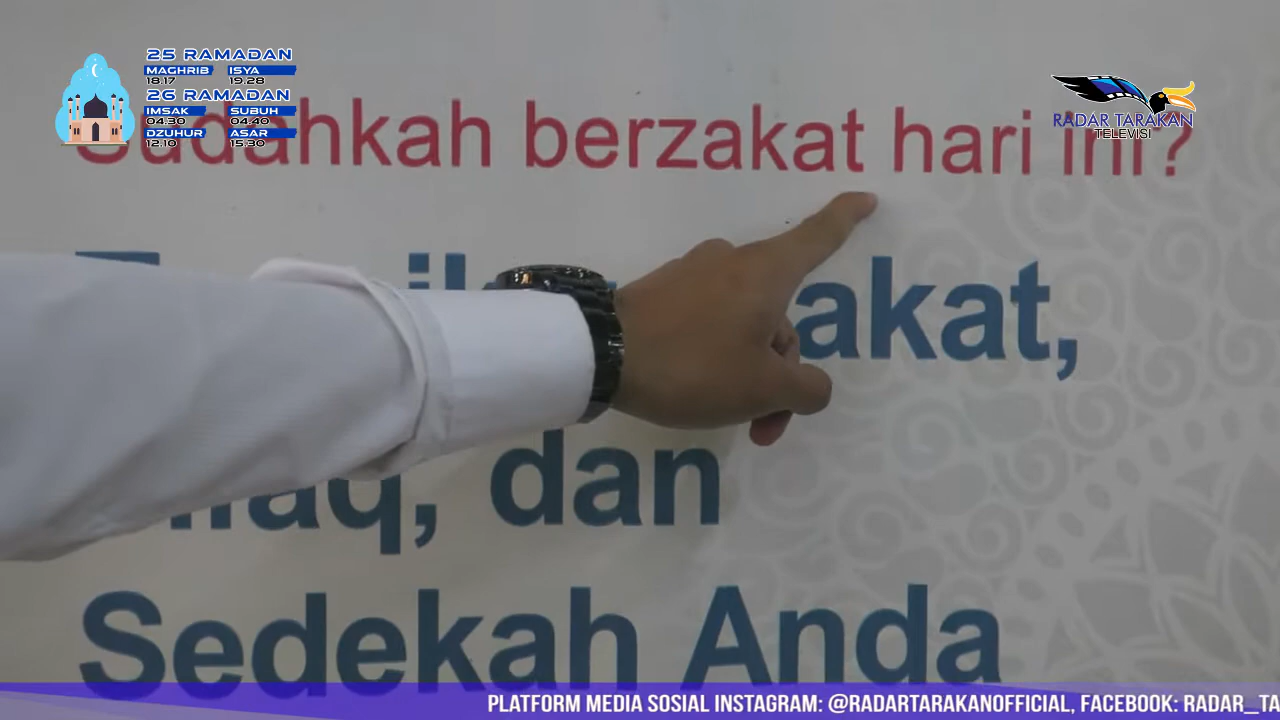 25 RAMADAN
MAGHRIB ISYA
18.17 19.28
26 RAMADAN
IMSAK SUBUH
04.30 04.40
DZUHUR ASAR
12.10 15.30
RADAR TARAKAN
TELEVISI
Sudahkah berzakat hari ini?
akat,
dan
Sedekah Anda
PLATFORM MEDIA SOSIAL INSTAGRAM: @RADARTARAKANOFFICIAL, FACEBOOK: RADAR_TA